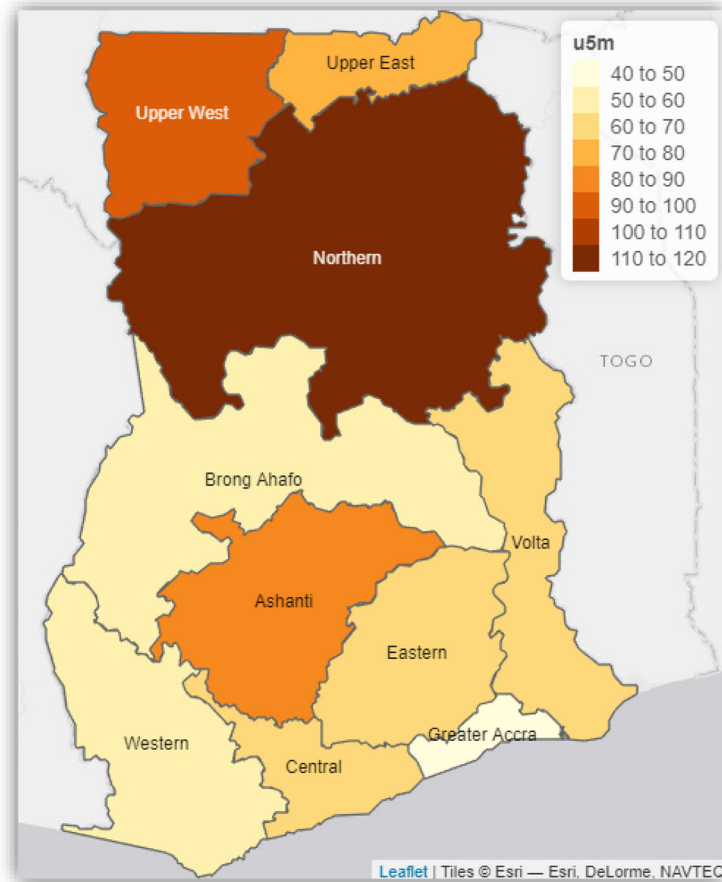 u5m
40 to 50
50 to 60
60 to 70
70 to 80
80 to 90
90 to 100
100 to 110
110 to 120
Upper East
Upper West
Northern
TOGO
Brong Ahafo
Volta
Ashanti
Eastern
Greater Accra
Western
Central
Leaflet | Tiles © Esri — Esri, DeLorme, NAVTEQ